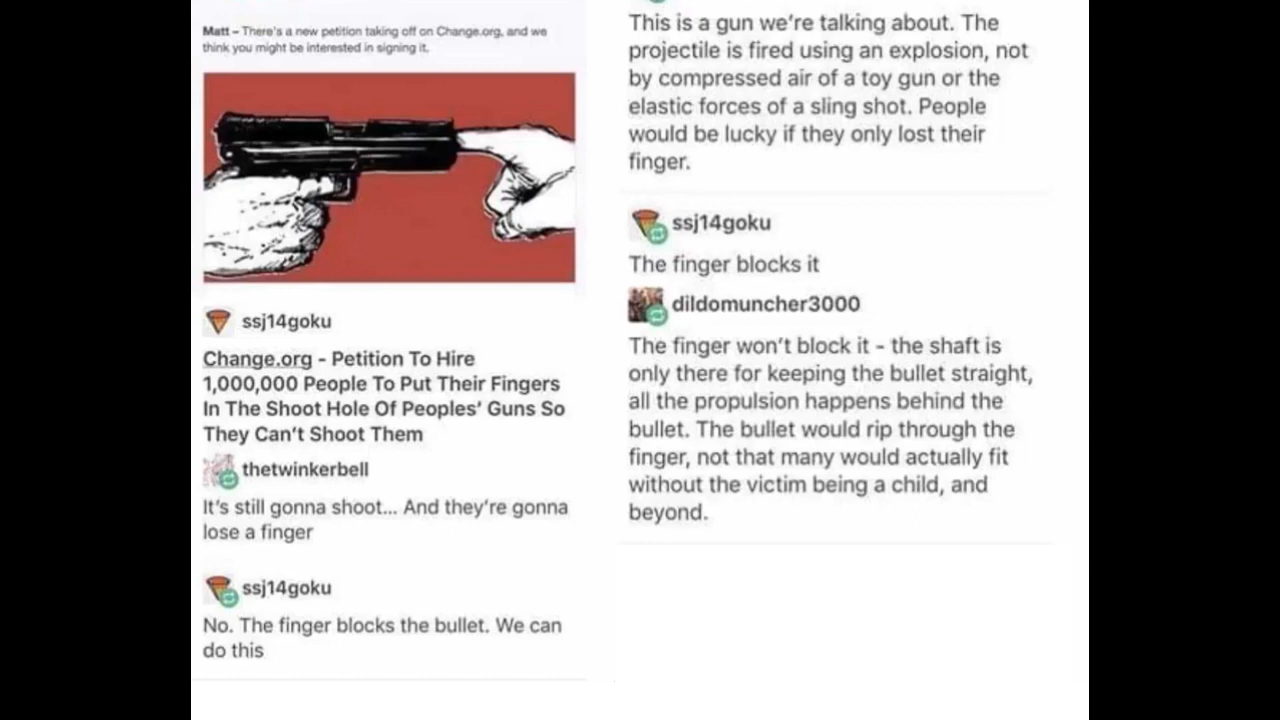 Matt – There's a new petition taking off on Change.org, and we
think you might be interested in signing it.
ssj14goku
Change.org - Petition To Hire
1,000,000 People To Put Their Fingers
In The Shoot Hole Of Peoples' Guns So
They Can't Shoot Them
thetwinkerbell
It's still gonna shoot... And they're gonna
lose a finger
ssj14goku
No. The finger blocks the bullet. We can
do this
This is a gun we're talking about. The
projectile is fired using an explosion, not
by compressed air of a toy gun or the
elastic forces of a sling shot. People
would be lucky if they only lost their
finger.
ssj14goku
The finger blocks it
dildomuncher3000
The finger won't block it - the shaft is
only there for keeping the bullet straight,
all the propulsion happens behind the
bullet. The bullet would rip through the
finger, not that many would actually fit
without the victim being a child, and
beyond.